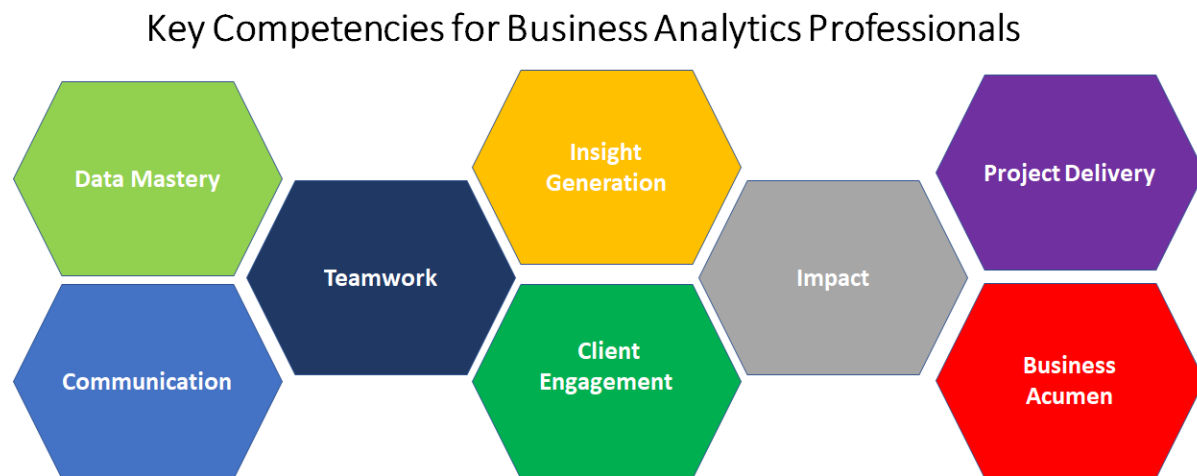 Key Competencies for Business Analytics Professionals
Data Mastery
Insight
Generation
Project Delivery
Teamwork
Impact
Communication
Client
Engagement
Business
Acumen